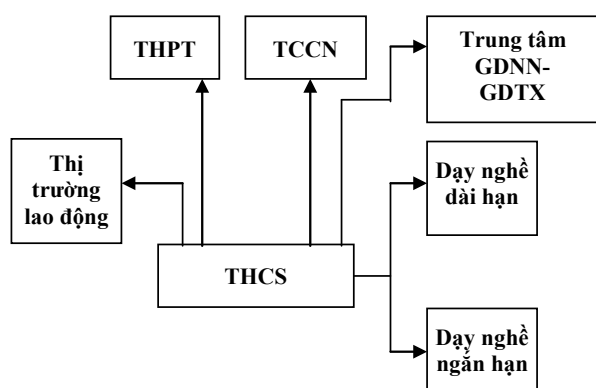 THPT
TCCN
Trung tâm
GDNN-
GDTX
Thị
trường
lao động
Dạy nghề
dài hạn
THCS
Dạy nghề
ngắn hạn